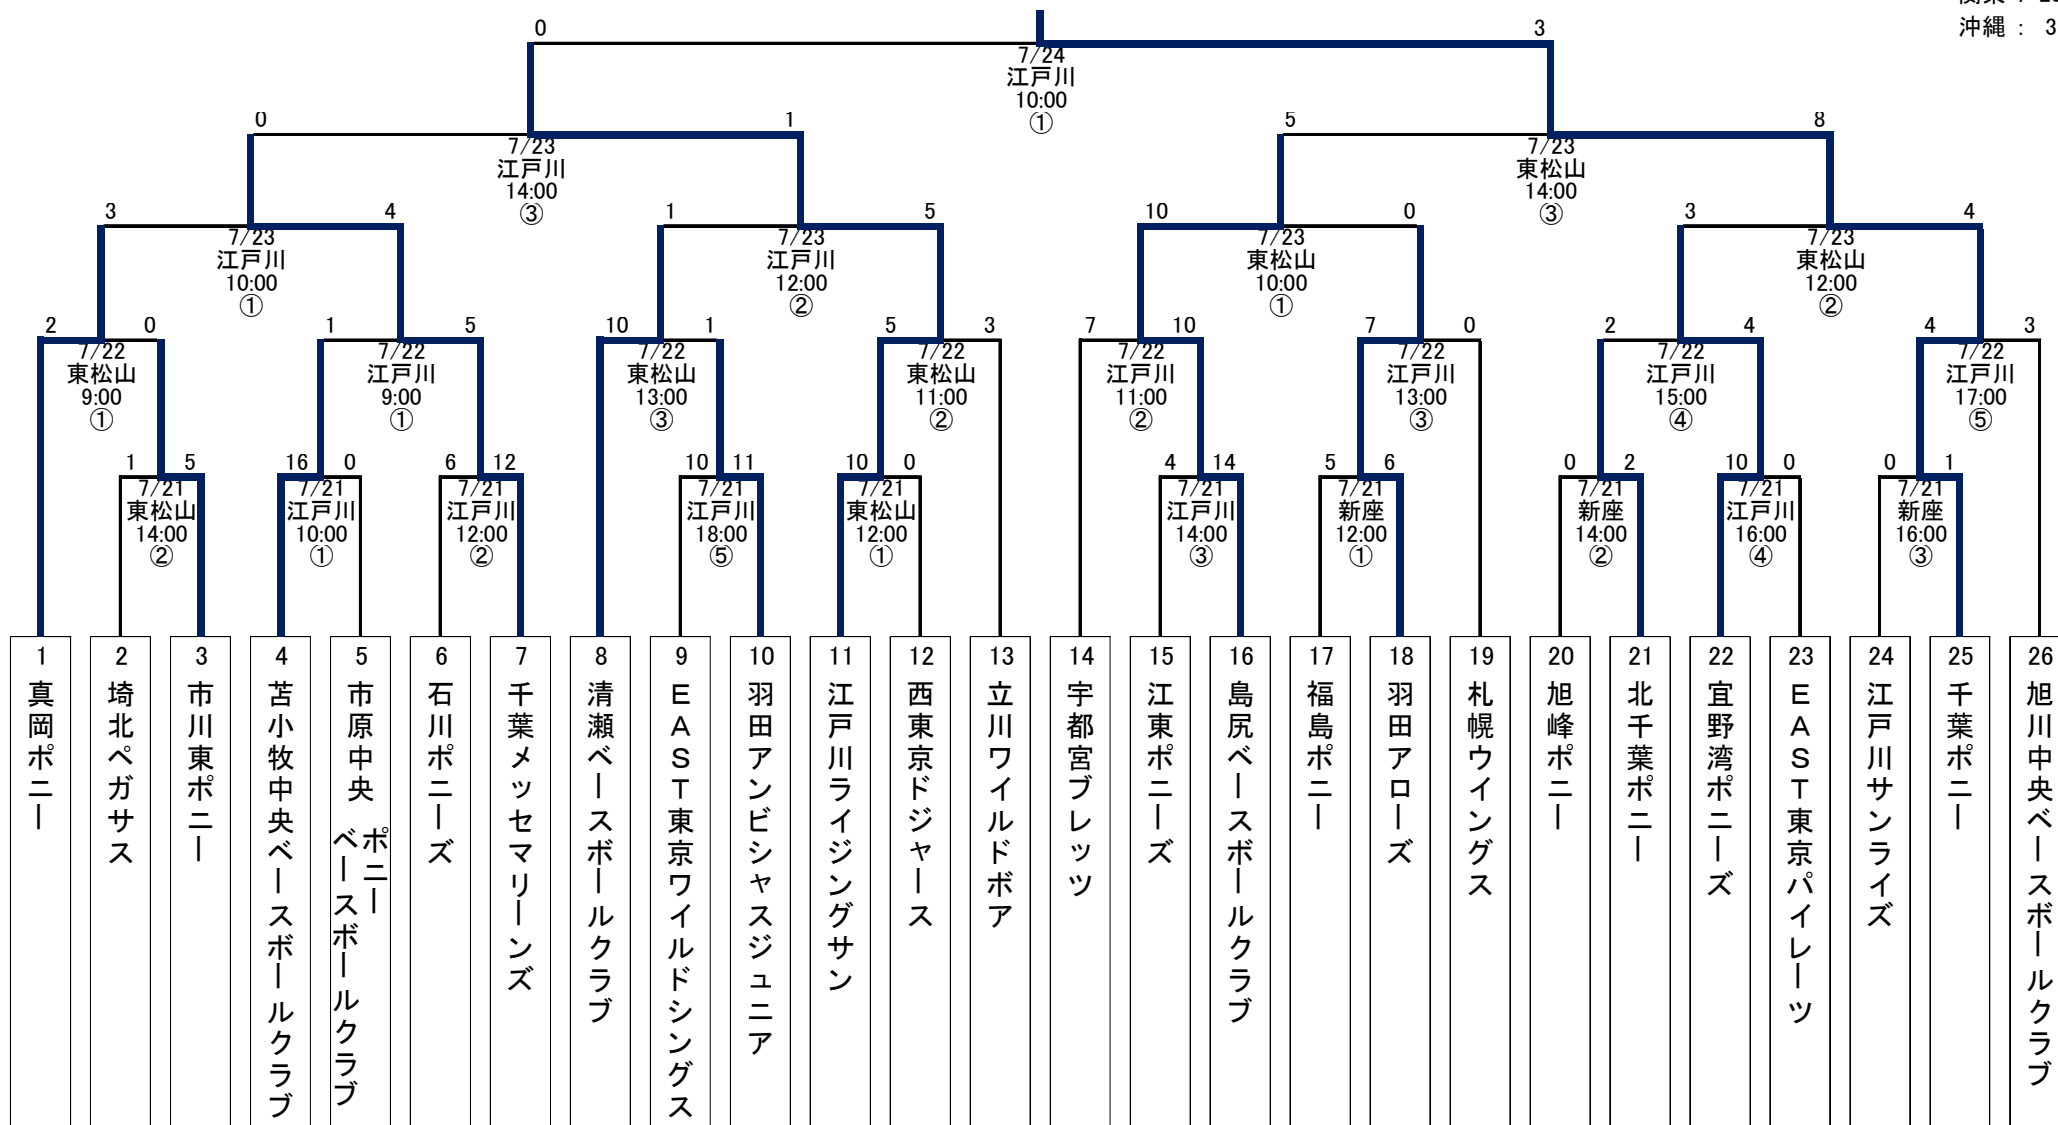 関東：
沖縄： 3
0
3
7/24
江戸川
10:00
①
0
1
5
8
7/23
江戸川
14:00
③
7/23
東松山
14:00
③
3
4
1
5
10
0
3
4
7/23
江戸川
10:00
①
7/23
江戸川
12:00
②
7/23
東松山
10:00
①
7/23
東松山
12:00
②
2
0
1
5
10
1
5
3
7
10
7
0
2
4
4
3
7/22
東松山
9:00
①
7/22
江戸川
9:00
①
7/22
東松山
13:00
③
7/22
東松山
11:00
②
7/22
江戸川
11:00
②
7/22
江戸川
13:00
③
7/22
江戸川
15:00
④
7/22
江戸川
17:00
⑤
1
5
16
0
6
12
10
11
10
0
4
14
5
6
0
2
10
0
0
1
7/21
東松山
14:00
②
7/21
江戸川
10:00
①
7/21
江戸川
12:00
②
7/21
江戸川
18:00
⑤
7/21
東松山
12:00
①
7/21
江戸川
14:00
③
7/21
新座
12:00
①
7/21
新座
14:00
②
7/21
江戸川
16:00
④
7/21
新座
16:00
③
1
真岡ポニー
2
埼北ペガサス
3
市川東ポニー
4
苫小牧中央ベースボールクラブ
5
市原中央
ポニー
ベースボールクラブ
6
石川ポニーズ
7
千葉メッセマリーンズ
8
清瀬ベースボールクラブ
9
EAST東京ワイルドシングス
10
羽田アンビシャスジュニア
11
江戸川ライジングサン
12
西東京ドジャース
13
立川ワイルドボア
14
宇都宮ブレッツ
15
江東ポニーズ
16
島尻ベースボールクラブ
17
福島ポニー
18
羽田アローズ
19
札幌ウイングス
20
旭峰ポニー
21
北千葉ポニー
22
宜野湾ポニーズ
23
EAST東京パイレーツ
24
江戸川サンライズ
25
千葉ポニー
26
旭川中央ベースボールクラブ